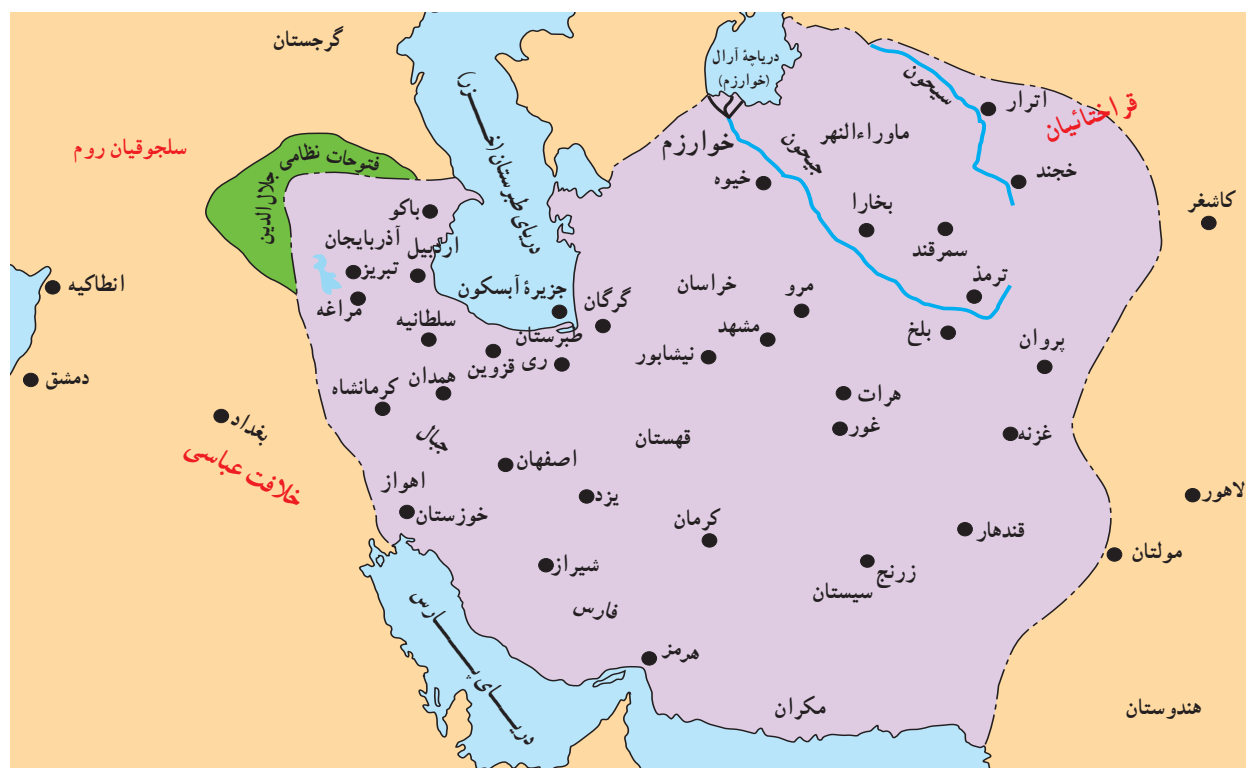 گرجستان
دریاچهٔ آرال
(خوارزم)
سیحون
اترار
قراختائیان
ماوراءالنهر
سلجوقیان روم
فتوحات نظامی جلال‌الدین
دریای طبرستان (خزر)
خوارزم
جیحون
خیوه
خجند
کاشغر
بخارا
سمرقند
باکو
آذربایجان
اردبیل
تبریز
مراغه
انطاکیه
جزیرهٔ آبسکون
گرگان
خراسان
مرو
ترمذ
سلطانیه
طبرستان
مشهد
بلخ
پروان
نیشابور
ری
قزوین
دمشق
کرمانشاه
همدان
هرات
بغداد
جبال
قهستان
غور
غزنه
خلافت عباسی
اصفهان
اهواز
یزد
لاهور
خوزستان
کرمان
قندهار
مولتان
شیراز
زرنج
سیستان
فارس
دریای پارس
هرمز
مکران
هندوستان